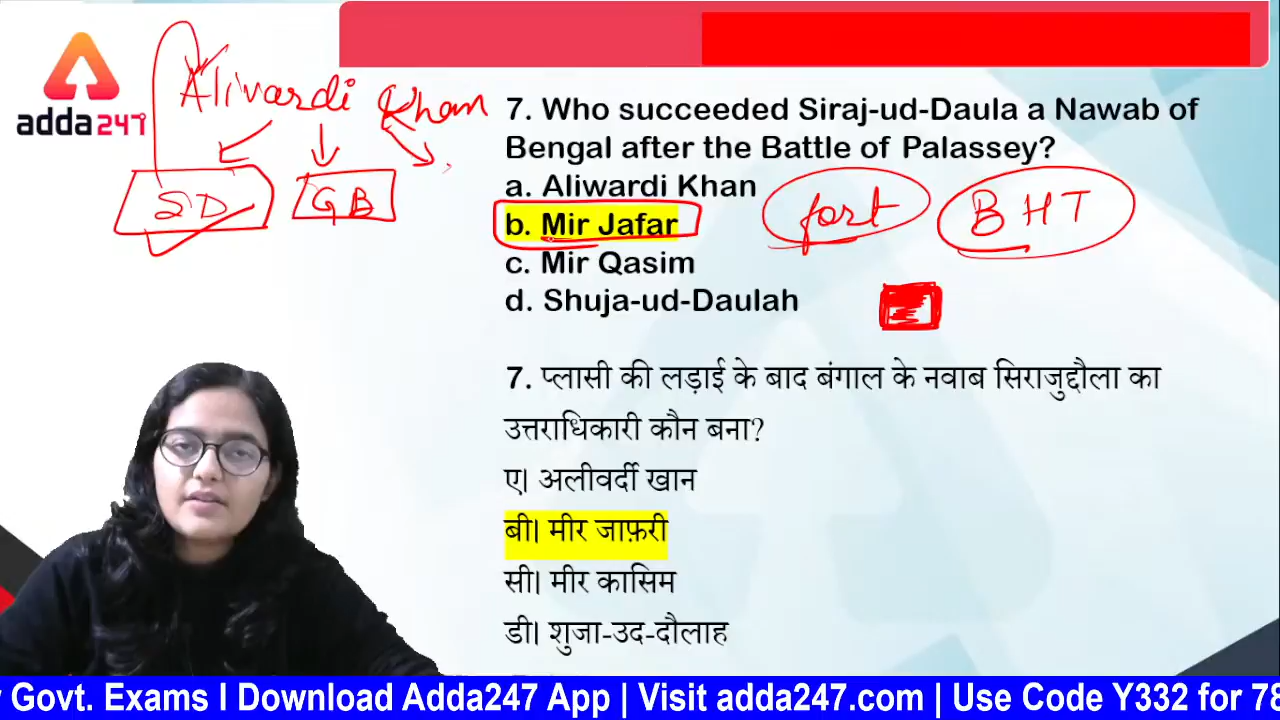 Alivardi Khan
adda247
SD
GB
7. Who succeeded Siraj-ud-Daula a Nawab of
Bengal after the Battle of Palassey?
a. Aliwardi Khan
b. Mir Jafar
c. Mir Qasim
d. Shuja-ud-Daulah
fort
BHT
7. प्लासी की लड़ाई के बाद बंगाल के नवाब सिराजुद्दौला का
उत्तराधिकारी कौन बना?
ए। अलीवर्दी खान
बी। मीर जाफ़री
सी। मीर कासिम
डी। शुजा-उद-दौलाह
Govt. Exams I Download Adda247 App | Visit adda247.com | Use Code Y332 for 78